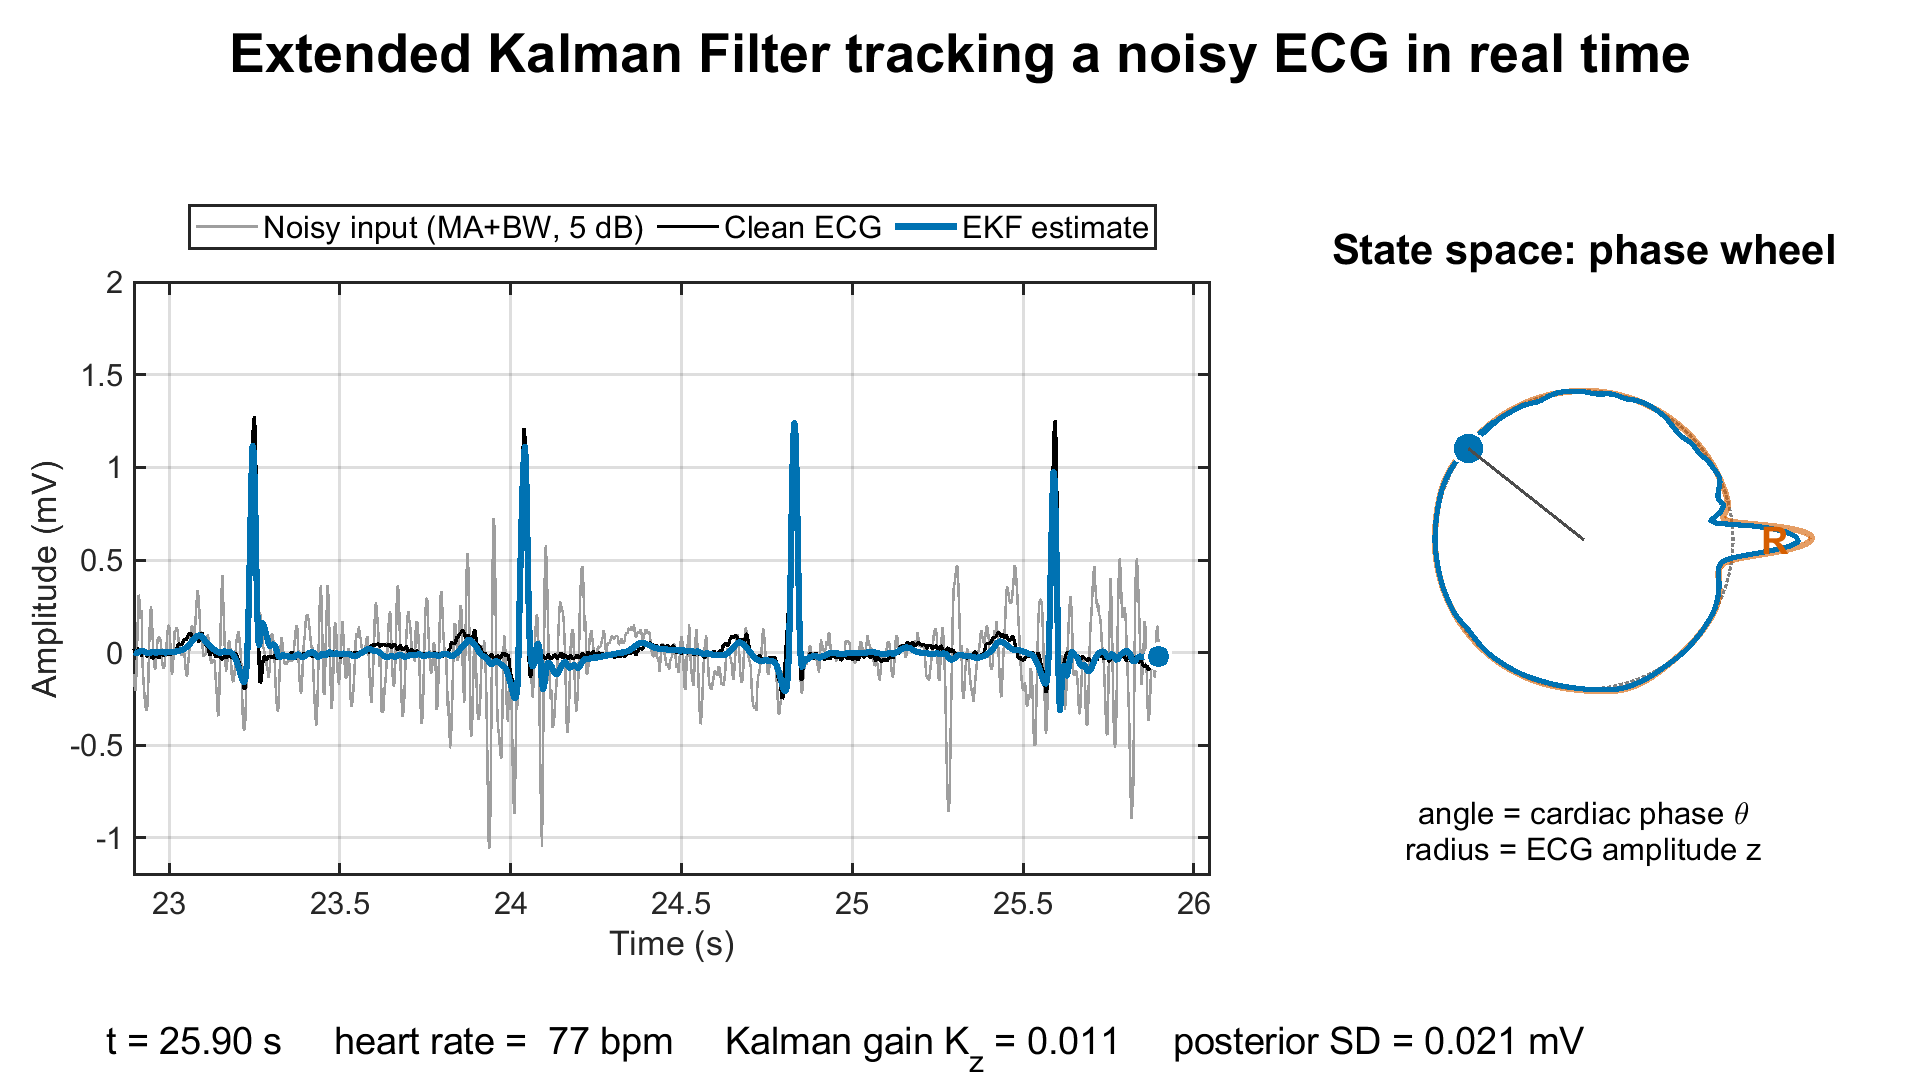 Extended Kalman Filter tracking a noisy ECG in real time
Noisy input (MA+BW, 5 dB) Clean ECG EKF estimate
State space: phase wheel
2
1.5
1
0.5
0
-0.5
-1
Amplitude (mV)
R
23 23.5 24 24.5 25 25.5 26
Time (s)
angle = cardiac phase θ
radius = ECG amplitude z
t = 25.90 s heart rate = 77 bpm Kalman gain K_z = 0.011 posterior SD = 0.021 mV